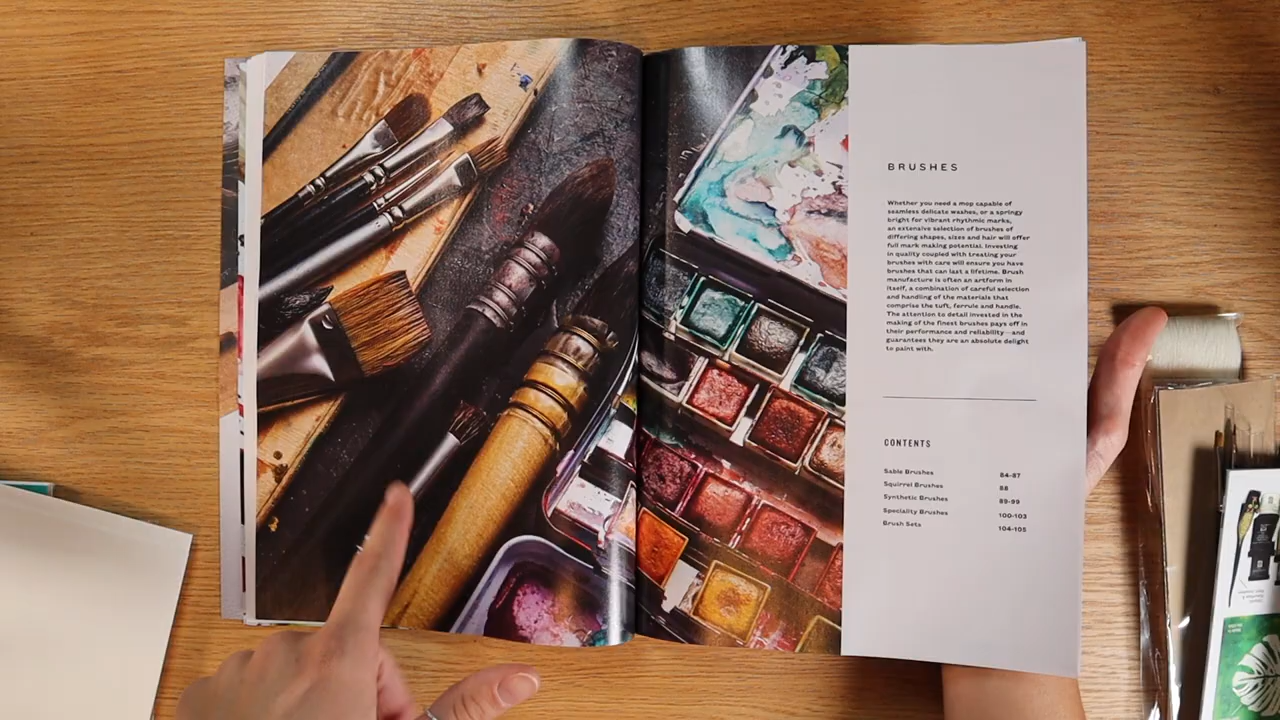 BRUSHES
Whether you need a mop capable of
seamless delicate washes, or a springy
bright for vibrant rhythmic marks,
an extensive selection of brushes of
differing shapes, sizes and hair will offer
full mark making potential. Investing
in quality coupled with treating your
brushes with care will ensure you have
brushes that can last a lifetime. Brush
manufacture is often an artform in
itself, a combination of careful selection
and handling of the materials that
comprise the tuft, ferrule and handle.
The attention to detail invested in the
making of the finest brushes pays off in
their performance and reliability—and
guarantees they are an absolute delight
to paint with.
CONTENTS
Sable Brushes 84-87
Squirrel Brushes 88
Synthetic Brushes 89-99
Speciality Brushes 100-103
Brush Sets 104-105